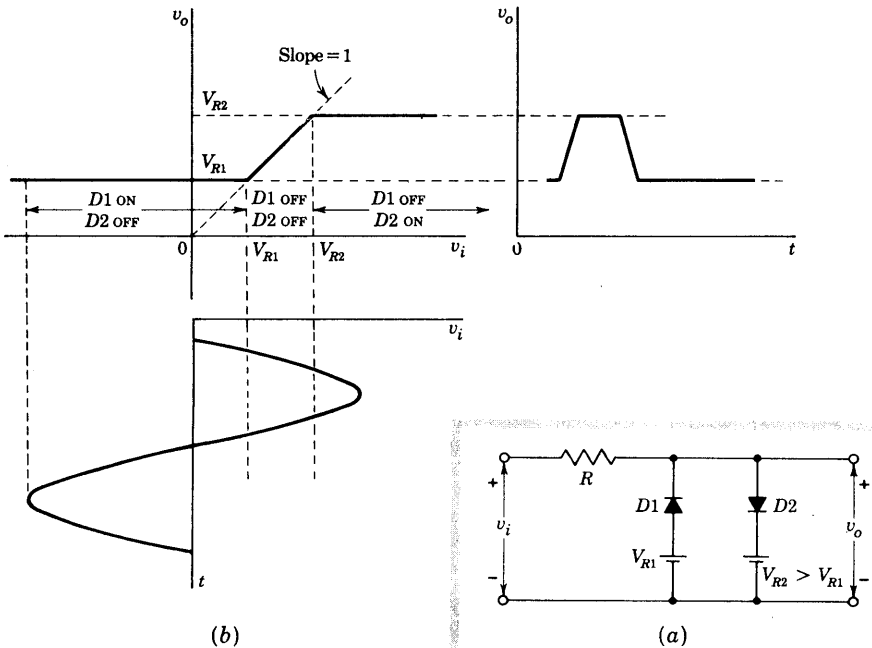 v_o
v_o
Slope = 1
V_R2
V_R1
D1 ON
D2 OFF
D1 OFF
D2 OFF
D1 OFF
D2 ON
0
V_R1
V_R2
v_i
0
t
v_i
t
(b)
+
R
+
D1
D2
v_i
v_o
V_R1
V_R2 > V_R1
−
−
(a)